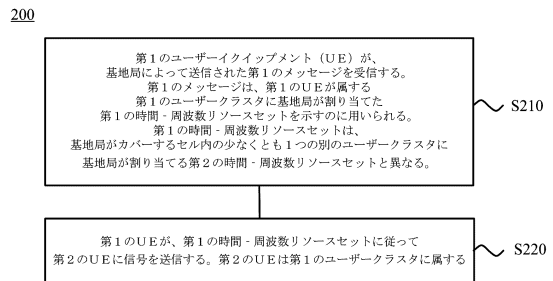 200
第1のユーザーイクイップメント（UE）が、
基地局によって送信された第1のメッセージを受信する。
第1のメッセージは、第1のUEが属する
第1のユーザークラスタに基地局が割り当てた
第1の時間‐周波数リソースセットを示すのに用いられる。
第1の時間‐周波数リソースセットは、
基地局がカバーするセル内の少なくとも1つの別のユーザークラスタに
基地局が割り当てる第2の時間‐周波数リソースセットと異なる。
S210
第1のUEが、第1の時間‐周波数リソースセットに従って
第2のUEに信号を送信する。第2のUEは第1のユーザークラスタに属する
S220